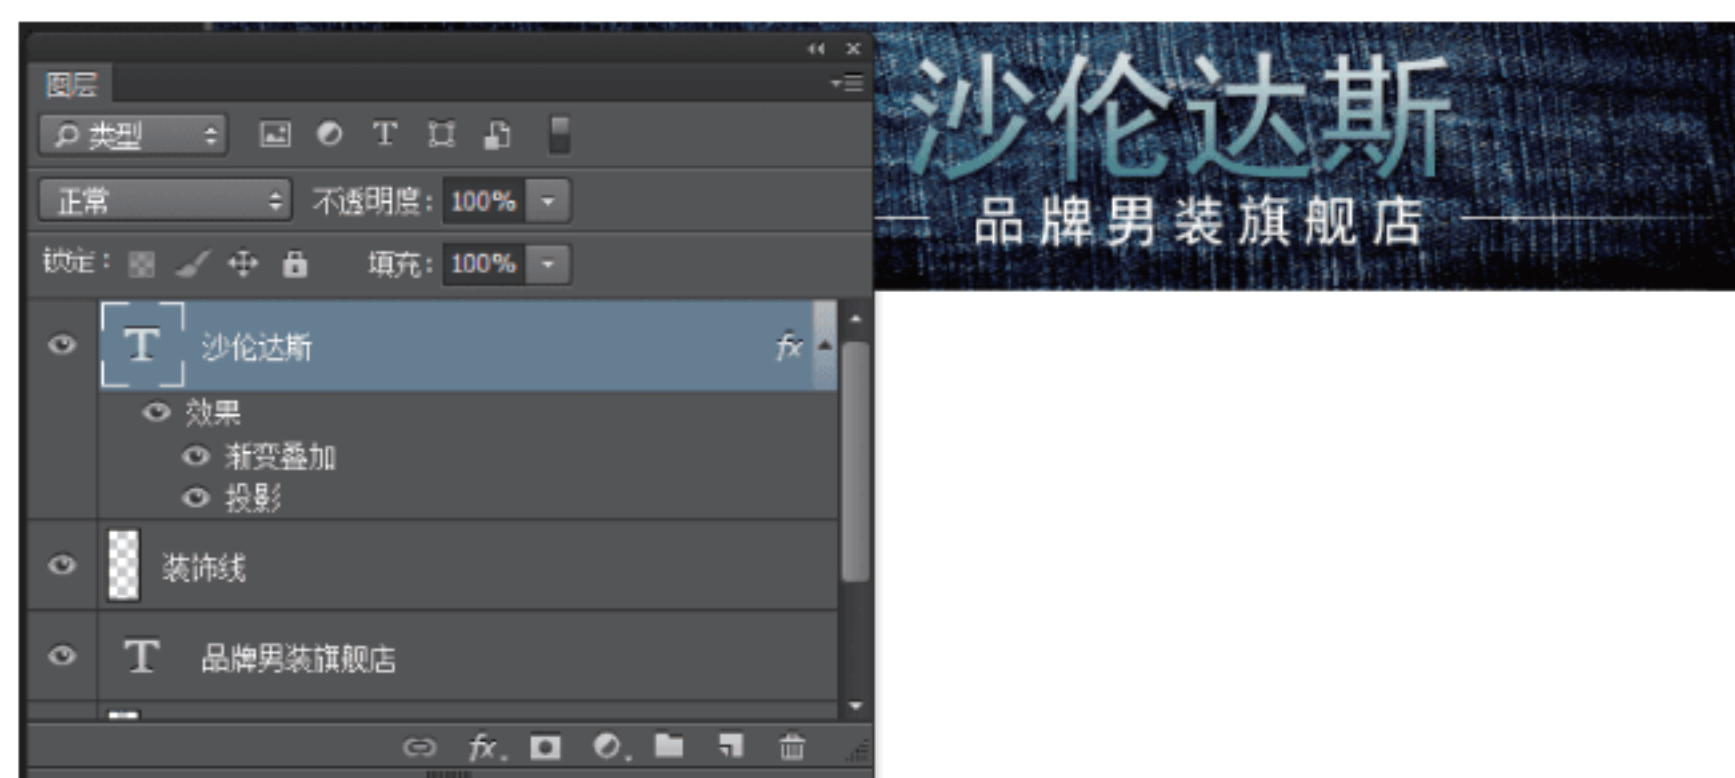 图层
类型
正常 不透明度: 100%
锁定: 填充: 100%
T 沙伦达斯 fx
效果
渐变叠加
投影
装饰线
T 品牌男装旗舰店
fx.
沙伦达斯
品牌男装旗舰店